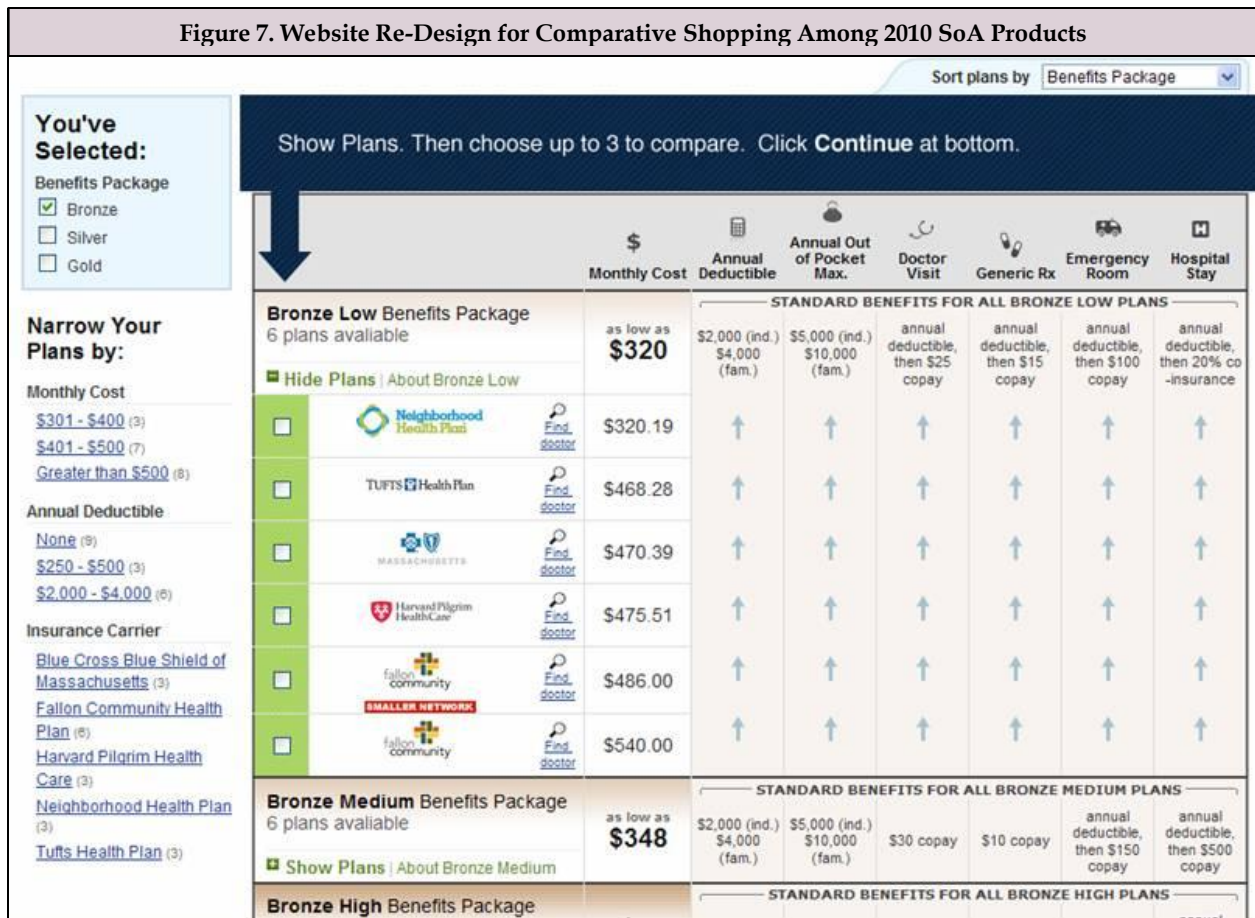 Figure 7. Website Re-Design for Comparative Shopping Among 2010 SoA Products
Sort plans by Benefits Package
You've
Selected:
Benefits Package
Bronze
Silver
Gold
Narrow Your
Plans by:
Monthly Cost
$301 - $400 (3)
$401 - $500 (7)
Greater than $500 (8)
Annual Deductible
None (9)
$250 - $500 (3)
$2,000 - $4,000 (6)
Insurance Carrier
Blue Cross Blue Shield of
Massachusetts (3)
Fallon Community Health
Plan (6)
Harvard Pilgrim Health
Care (3)
Neighborhood Health Plan
(3)
Tufts Health Plan (3)
Show Plans. Then choose up to 3 to compare. Click Continue at bottom.
$
Monthly Cost
Annual
Deductible
Annual Out
of Pocket
Max.
Doctor
Visit
Generic Rx
Emergency
Room
H
Hospital
Stay
Bronze Low Benefits Package
6 plans avaliable
Hide Plans | About Bronze Low
as low as
$320
STANDARD BENEFITS FOR ALL BRONZE LOW PLANS
$2,000 (ind.)
$4,000
(fam.)
$5,000 (ind.)
$10,000
(fam.)
annual
deductible,
then $25
copay
annual
deductible,
then $15
copay
annual
deductible,
then $100
copay
annual
deductible,
then 20% co
-insurance
Neighborhood
Health Plan
Find
doctor
$320.19
TUFTS Health Plan
Find
doctor
$468.28
MASSACHUSETTS
Find
doctor
$470.39
Harvard Pilgrim
HealthCare
Find
doctor
$475.51
fallon
community
SMALLER NETWORK
Find
doctor
$486.00
fallon
community
Find
doctor
$540.00
Bronze Medium Benefits Package
6 plans avaliable
Show Plans | About Bronze Medium
as low as
$348
STANDARD BENEFITS FOR ALL BRONZE MEDIUM PLANS
$2,000 (ind.)
$4,000
(fam.)
$5,000 (ind.)
$10,000
(fam.)
$30 copay
$10 copay
annual
deductible,
then $150
copay
annual
deductible,
then $500
copay
Bronze High Benefits Package
STANDARD BENEFITS FOR ALL BRONZE HIGH PLANS